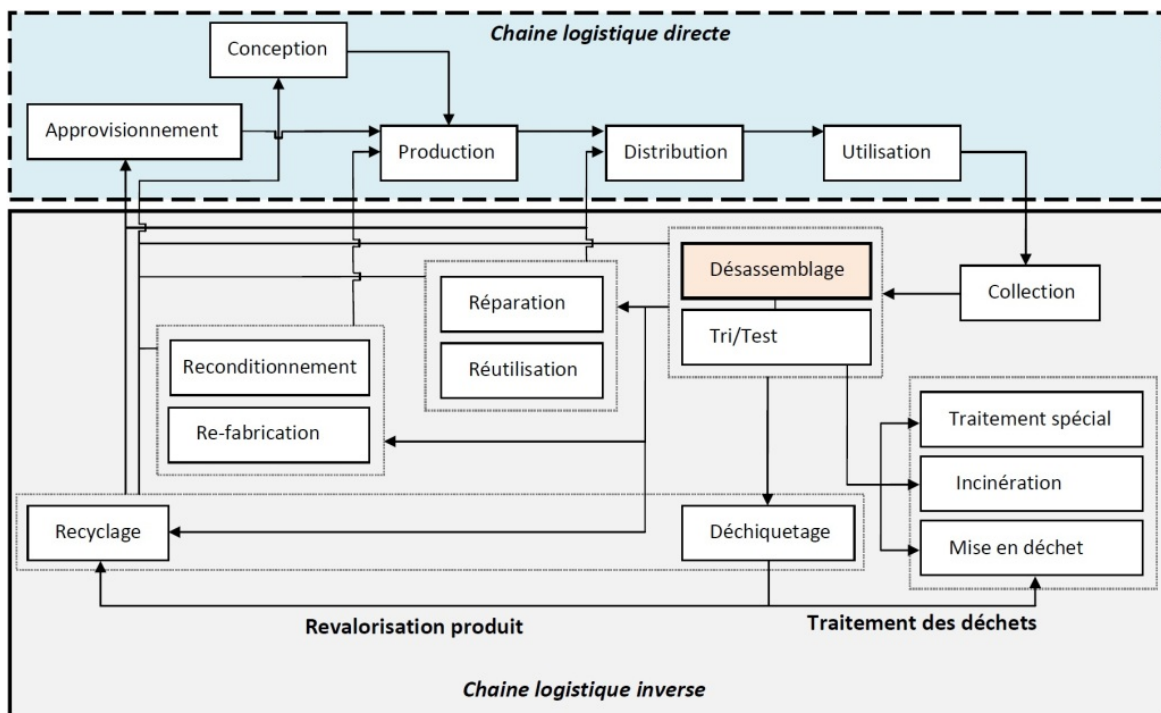 Chaine logistique directe
Conception
Approvisionnement
Production
Distribution
Utilisation
Désassemblage
Collection
Réparation
Tri/Test
Reconditionnement
Réutilisation
Re-fabrication
Traitement spécial
Incinération
Recyclage
Déchiquetage
Mise en déchet
Revalorisation produit
Traitement des déchets
Chaine logistique inverse